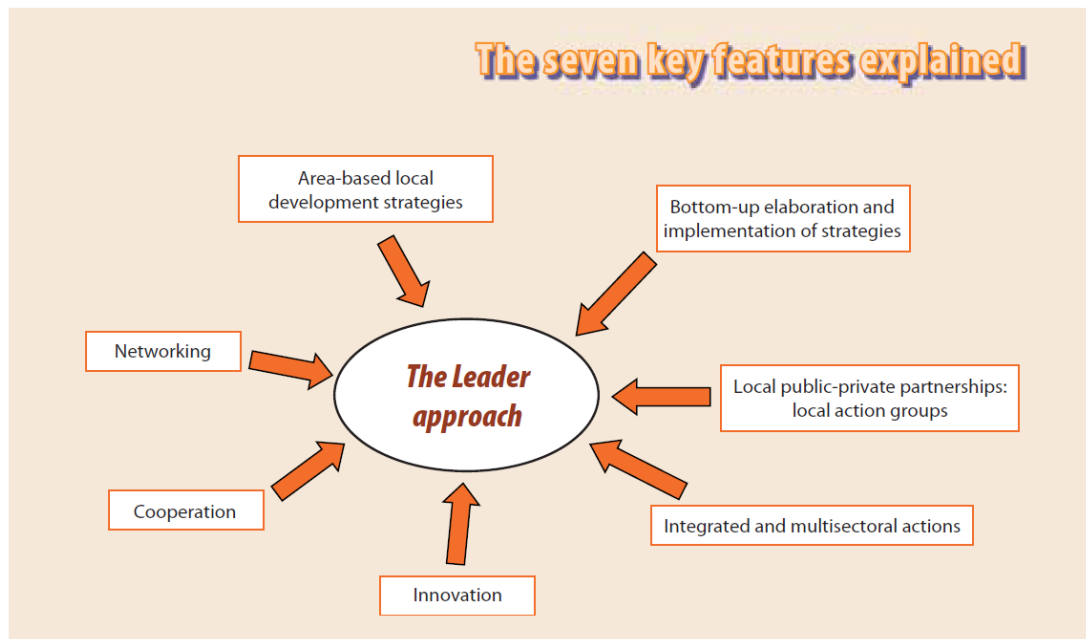 The seven key features explained
Area-based local
development strategies
Bottom-up elaboration and
implementation of strategies
Networking
The Leader
approach
Local public-private partnerships:
local action groups
Cooperation
Integrated and multisectoral actions
Innovation